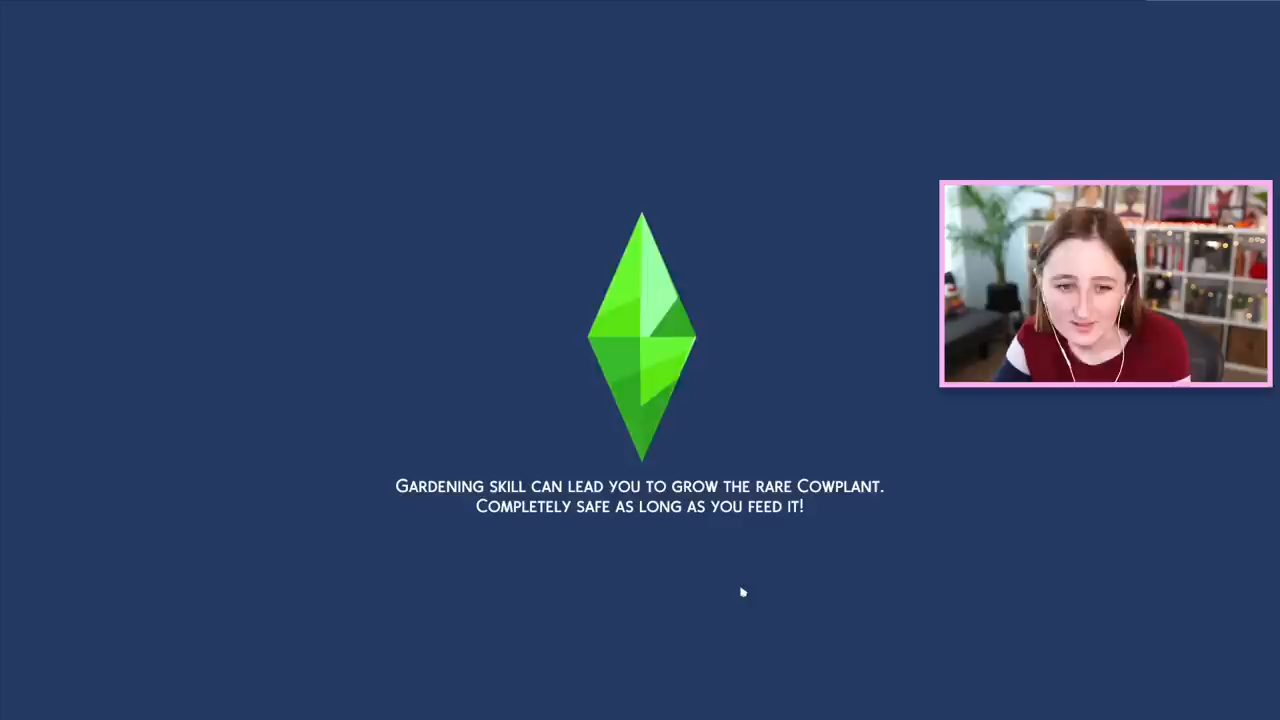 Gardening skill can lead you to grow the rare Cowplant.
Completely safe as long as you feed it!